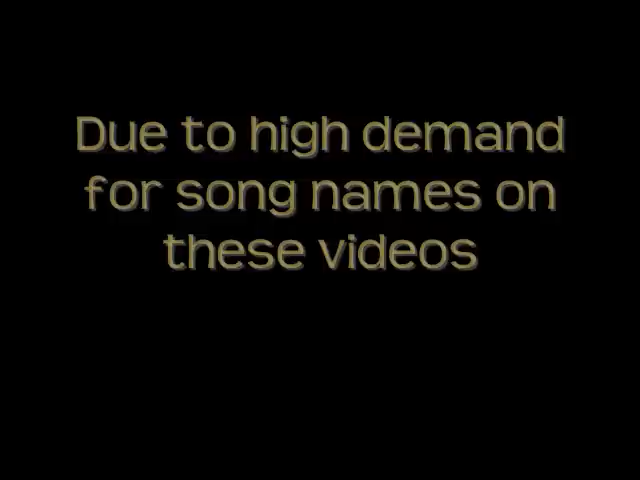 Due to high demand
for song names on
these videos